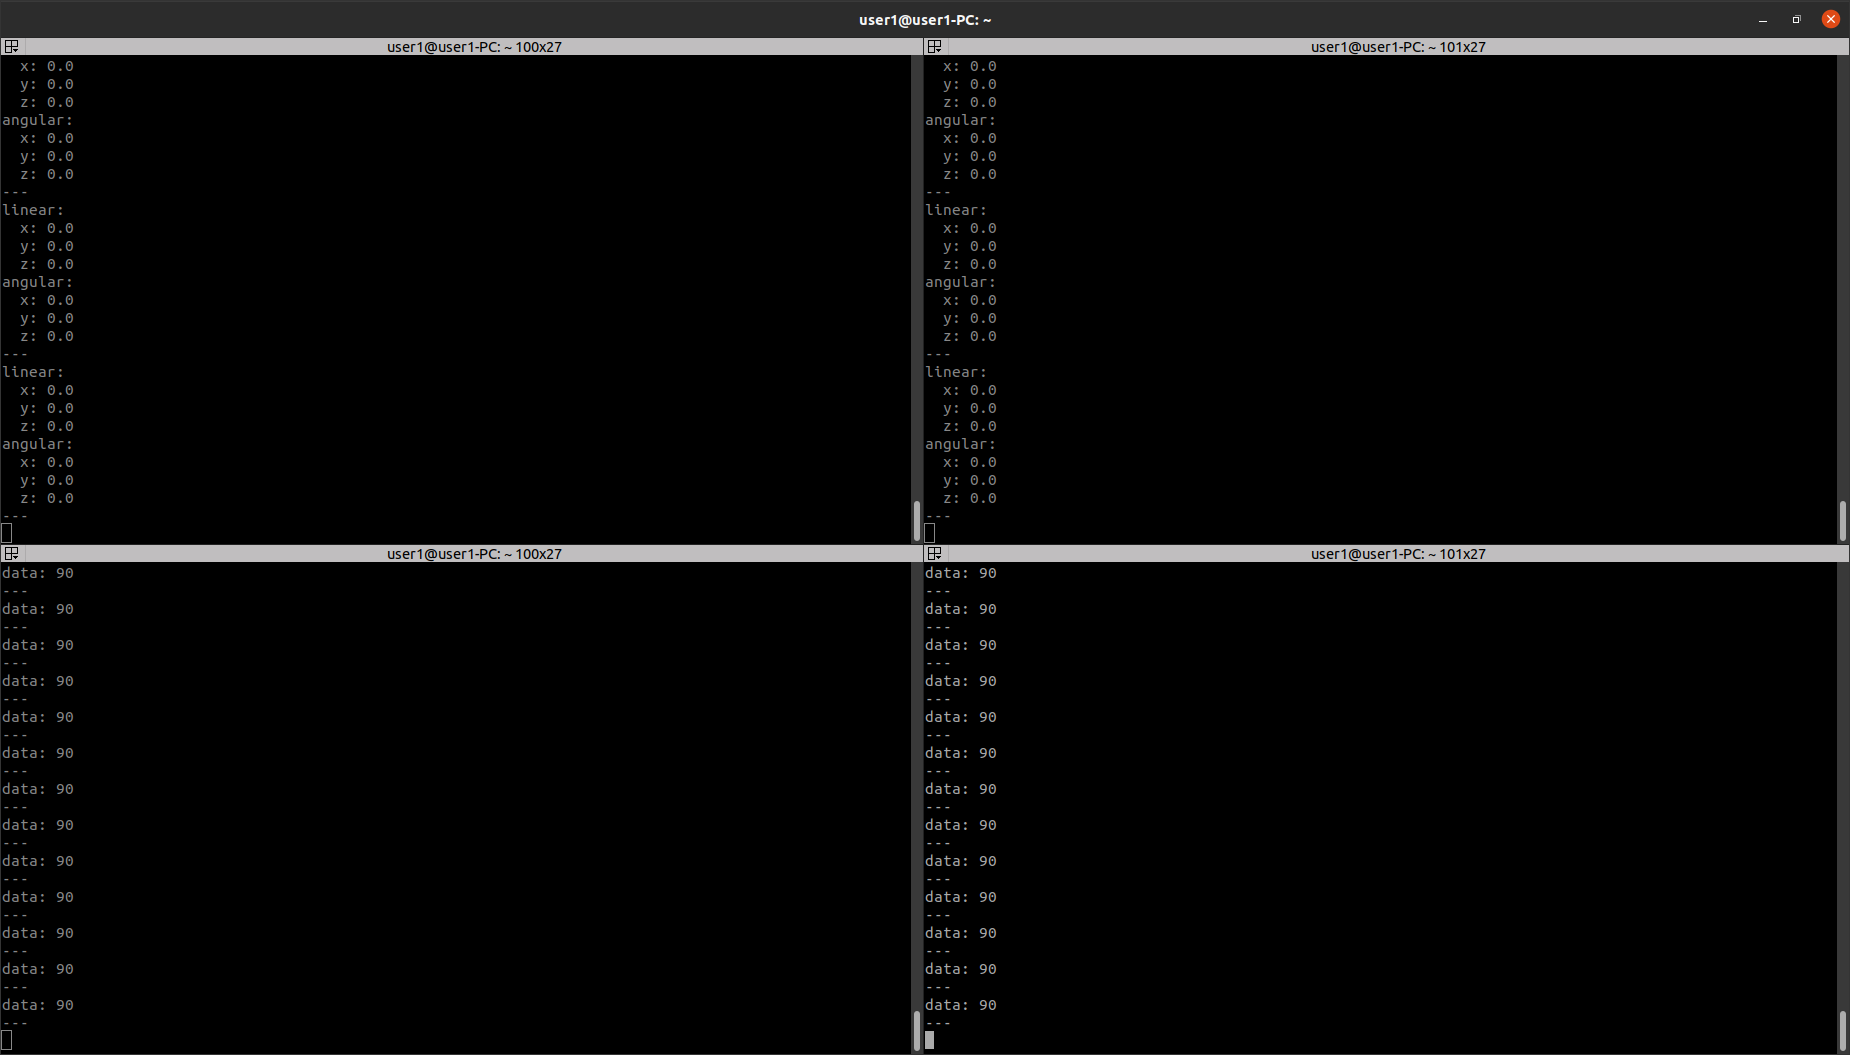 user1@user1-PC: ~
user1@user1-PC: ~ 100x27
  x: 0.0
  y: 0.0
  z: 0.0
angular:
  x: 0.0
  y: 0.0
  z: 0.0
---
linear:
  x: 0.0
  y: 0.0
  z: 0.0
angular:
  x: 0.0
  y: 0.0
  z: 0.0
---
linear:
  x: 0.0
  y: 0.0
  z: 0.0
angular:
  x: 0.0
  y: 0.0
  z: 0.0
---
user1@user1-PC: ~ 101x27
  x: 0.0
  y: 0.0
  z: 0.0
angular:
  x: 0.0
  y: 0.0
  z: 0.0
---
linear:
  x: 0.0
  y: 0.0
  z: 0.0
angular:
  x: 0.0
  y: 0.0
  z: 0.0
---
linear:
  x: 0.0
  y: 0.0
  z: 0.0
angular:
  x: 0.0
  y: 0.0
  z: 0.0
---
user1@user1-PC: ~ 100x27
data: 90
---
data: 90
---
data: 90
---
data: 90
---
data: 90
---
data: 90
---
data: 90
---
data: 90
---
data: 90
---
data: 90
---
data: 90
---
data: 90
---
data: 90
---
user1@user1-PC: ~ 101x27
data: 90
---
data: 90
---
data: 90
---
data: 90
---
data: 90
---
data: 90
---
data: 90
---
data: 90
---
data: 90
---
data: 90
---
data: 90
---
data: 90
---
data: 90
---